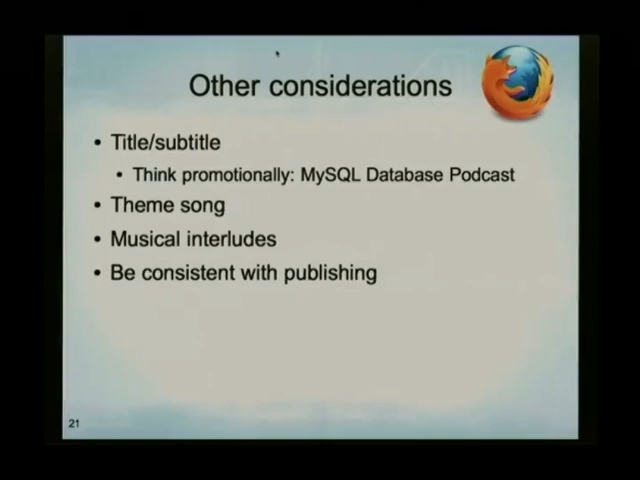 Other considerations
• Title/subtitle
• Think promotionally: MySQL Database Podcast
• Theme song
• Musical interludes
• Be consistent with publishing
21